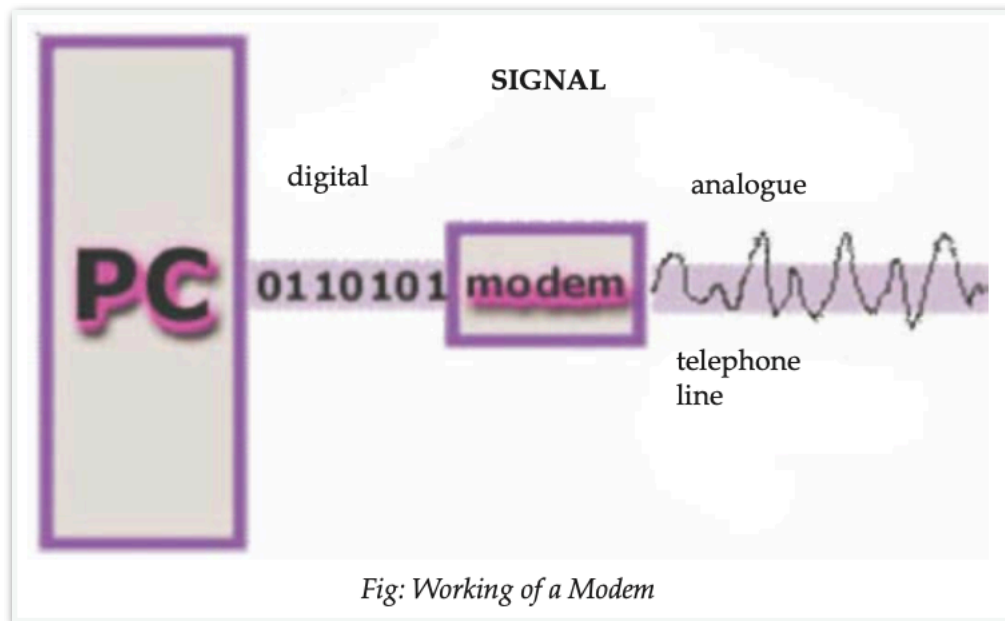 SIGNAL
digital
analogue
PC
0110101
modem
telephone
line
Fig: Working of a Modem